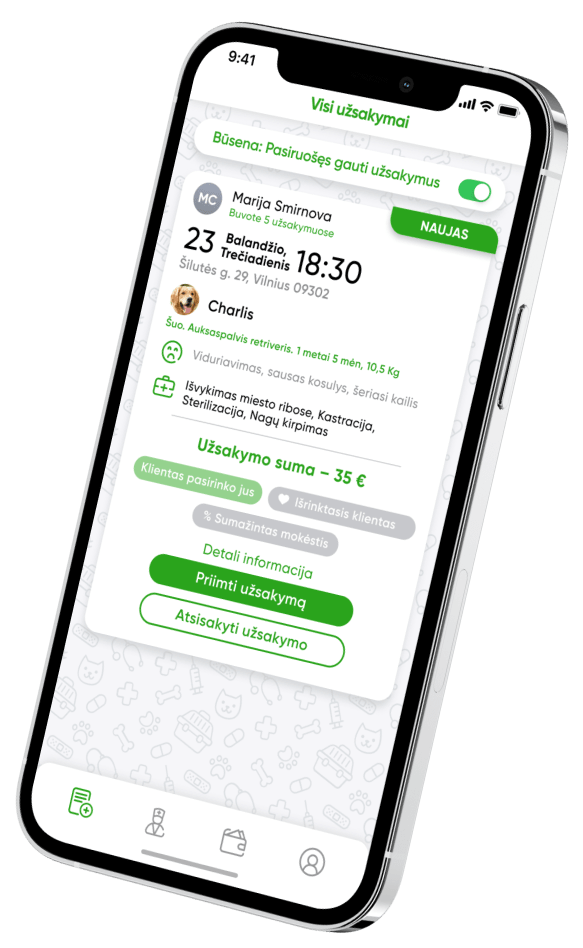 9:41
Visi užsakymai
Būsena: Pasiruošęs gauti užsakymus
MC
Marija Smirnova
Buvote 5 užsakymuose
NAUJAS
23 Balandžio, Trečiadienis 18:30
Šilutės g. 29, Vilnius 09302
Charlis
Šuo. Auksaspalvis retriveris. 1 metai 5 mėn, 10,5 Kg
Viduriavimas, sausas kosulys, šeriasi kailis
Išvykimas miesto ribose, Kastracija,
Sterilizacija, Nagų kirpimas
Užsakymo suma – 35 €
Klientas pasirinko jus
Išrinktasis klientas
% Sumažintas mokėstis
Detali informacija
Priimti užsakymą
Atsisakyti užsakymo